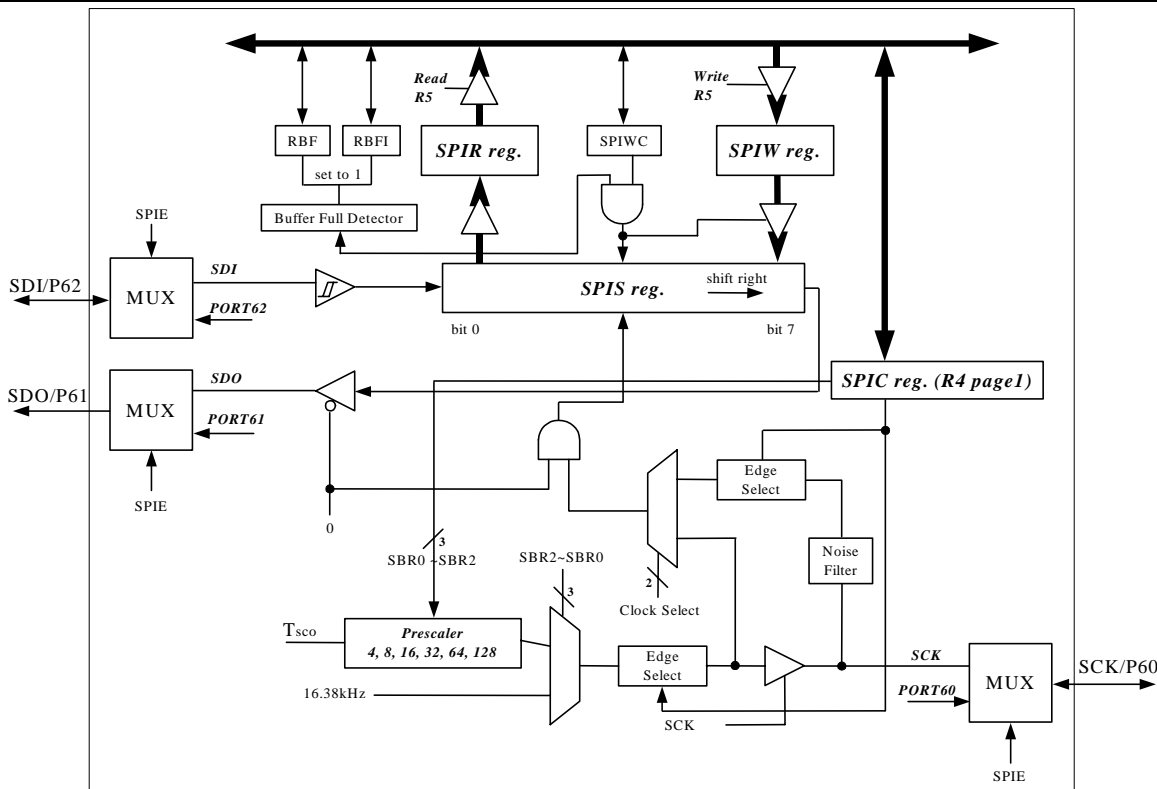 Read
R5
Write
R5
RBF
RBFI
SPIR reg.
SPIWC
SPIW reg.
set to 1
Buffer Full Detector
SPIE
SDI/P62
MUX
SDI
PORT62
SPIS reg.
shift right
bit 0
bit 7
SDO/P61
MUX
SDO
PORT61
SPIE
SPIC reg. (R4 page1)
0
Edge
Select
Noise
Filter
3
SBR0 ~SBR2
SBR2~SBR0
3
2
Clock Select
Tsco
Prescaler
4, 8, 16, 32, 64, 128
16.38kHz
Edge
Select
SCK
SCK
PORT60
MUX
SCK/P60
SPIE